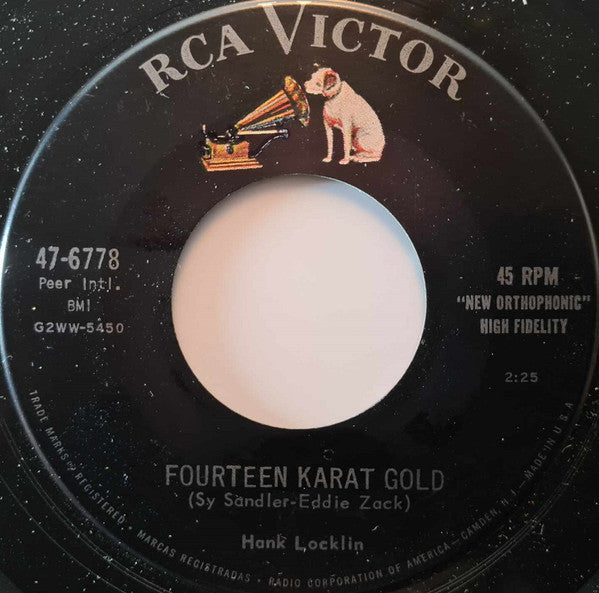 RCA VICTOR
47-6778
Peer Intl.
BMI
G2WW-5450
45 RPM
"NEW ORTHOPHONIC"
HIGH FIDELITY
2:25
FOURTEEN KARAT GOLD
(Sy Sandler-Eddie Zack)
Hank Locklin
TRADE MARKS ® REGISTERED • MARCAS REGISTRADAS • RADIO CORPORATION OF AMERICA—CAMDEN, N. J.—MADE IN U.S.A.